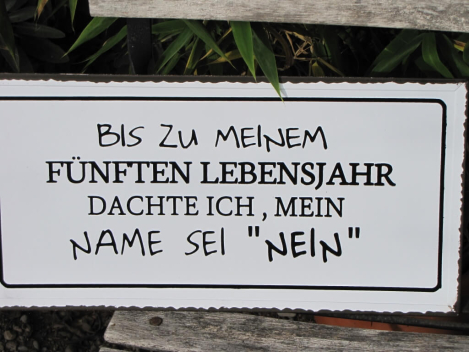 BIS ZU MEINEM
FÜNFTEN LEBENSJAHR
DACHTE ICH , MEIN
NAME SEI "NEIN"